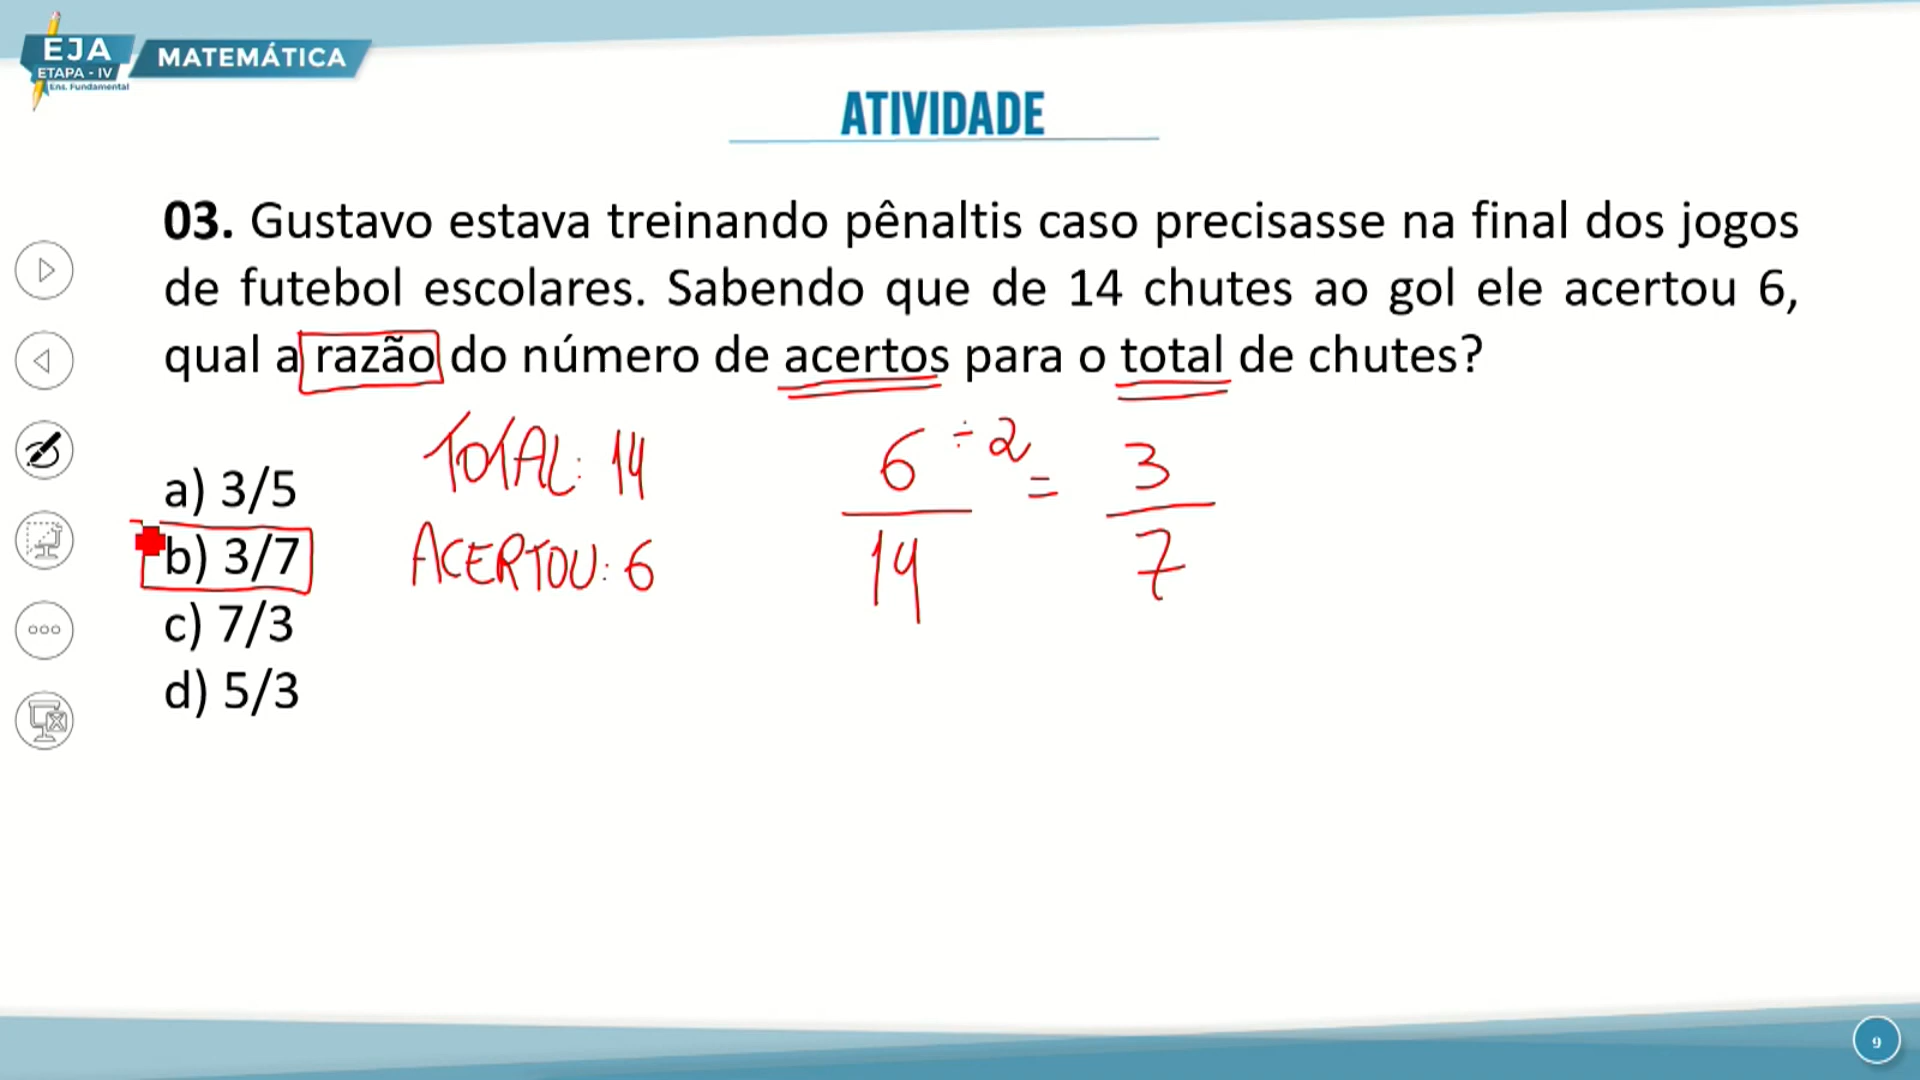 EJA
ETAPA - IV
Ens. Fundamental
MATEMÁTICA
ATIVIDADE
03. Gustavo estava treinando pênaltis caso precisasse na final dos jogos
de futebol escolares. Sabendo que de 14 chutes ao gol ele acertou 6,
qual a razão do número de acertos para o total de chutes?
a) 3/5
b) 3/7
c) 7/3
d) 5/3
TOTAL: 14
ACERTOU: 6
6 ÷ 2 = 3
14 7
9